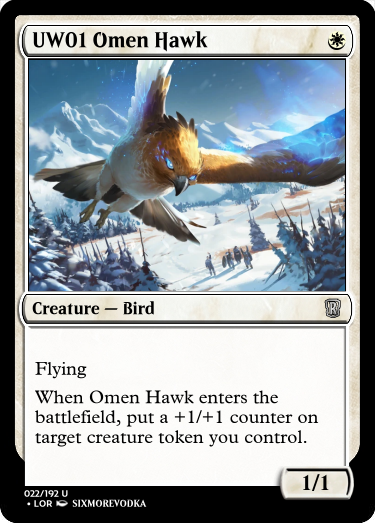 UW01 Omen Hawk
Creature — Bird
Flying
When Omen Hawk enters the
battlefield, put a +1/+1 counter on
target creature token you control.
1/1
022/192 U
• LOR SIXMOREVODKA